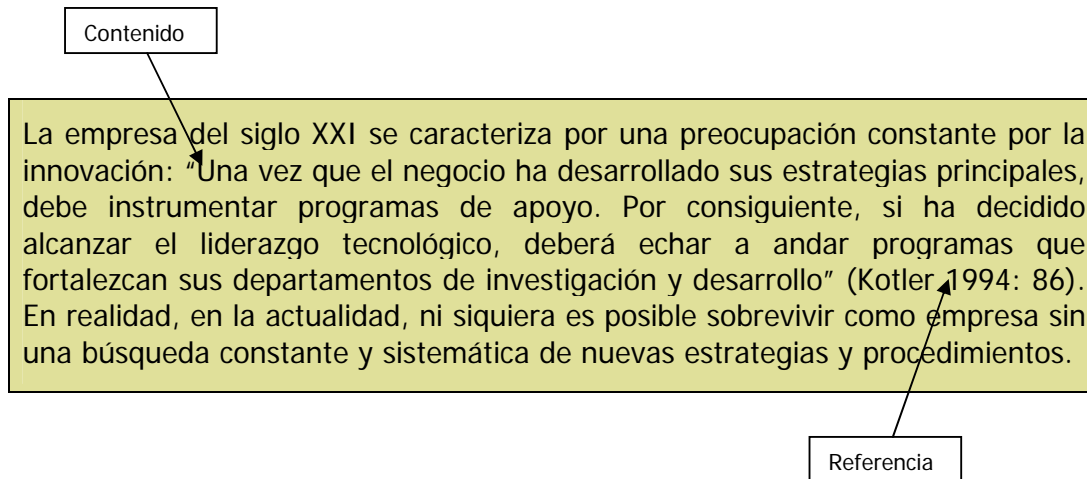 Contenido
La empresa del siglo XXI se caracteriza por una preocupación constante por la
innovación: “Una vez que el negocio ha desarrollado sus estrategias principales,
debe instrumentar programas de apoyo. Por consiguiente, si ha decidido
alcanzar el liderazgo tecnológico, deberá echar a andar programas que
fortalezcan sus departamentos de investigación y desarrollo” (Kotler 1994: 86).
En realidad, en la actualidad, ni siquiera es posible sobrevivir como empresa sin
una búsqueda constante y sistemática de nuevas estrategias y procedimientos.
Referencia